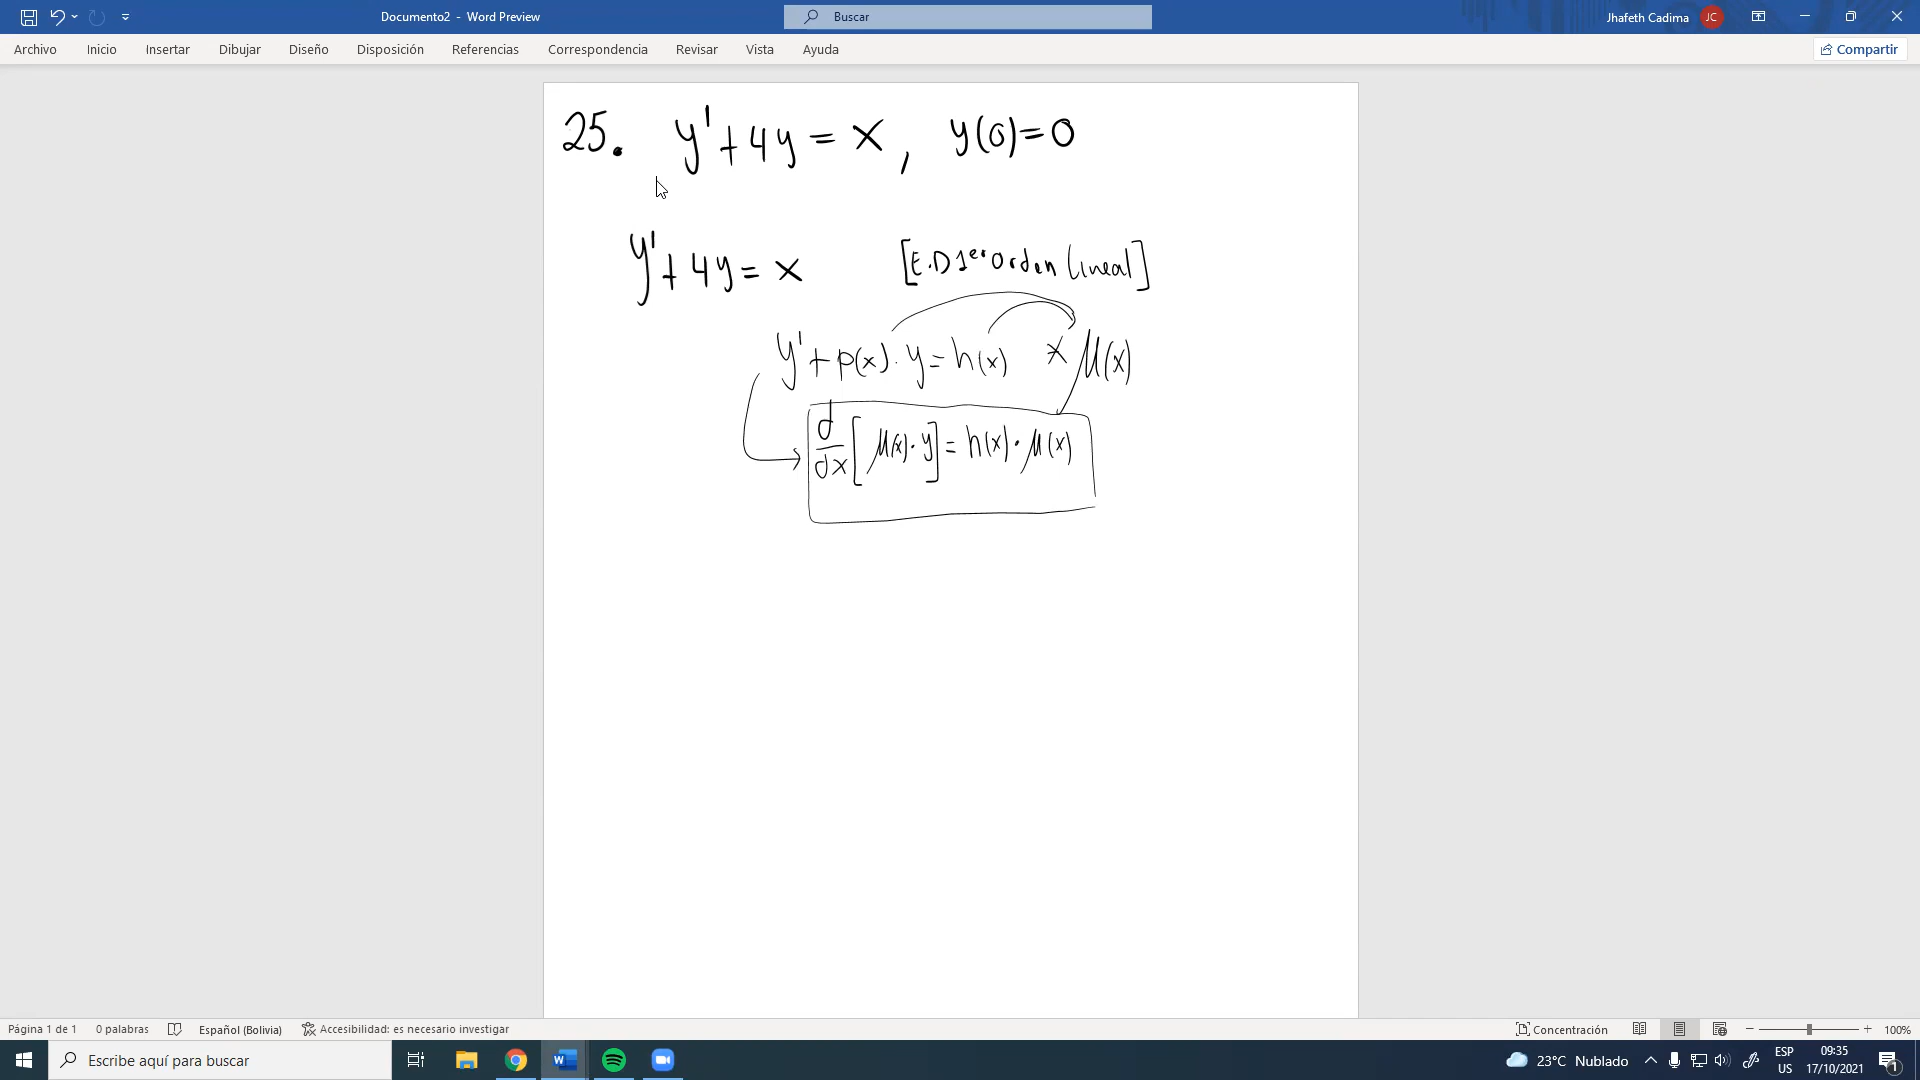 Documento2 - Word Preview
Buscar
Jhafeth Cadima JC
Archivo Inicio Insertar Dibujar Diseño Disposición Referencias Correspondencia Revisar Vista Ayuda Compartir
25. y' + 4y = x, y(0) = 0
y' + 4y = x [E.D 1er Orden Lineal]
y' + p(x) · y = h(x) * μ(x)
d/dx [μ(x) · y] = h(x) · μ(x)
Página 1 de 1 0 palabras Español (Bolivia) Accesibilidad: es necesario investigar Concentración 100%
Escribe aquí para buscar 23°C Nublado ESP 09:35
US 17/10/2021 1